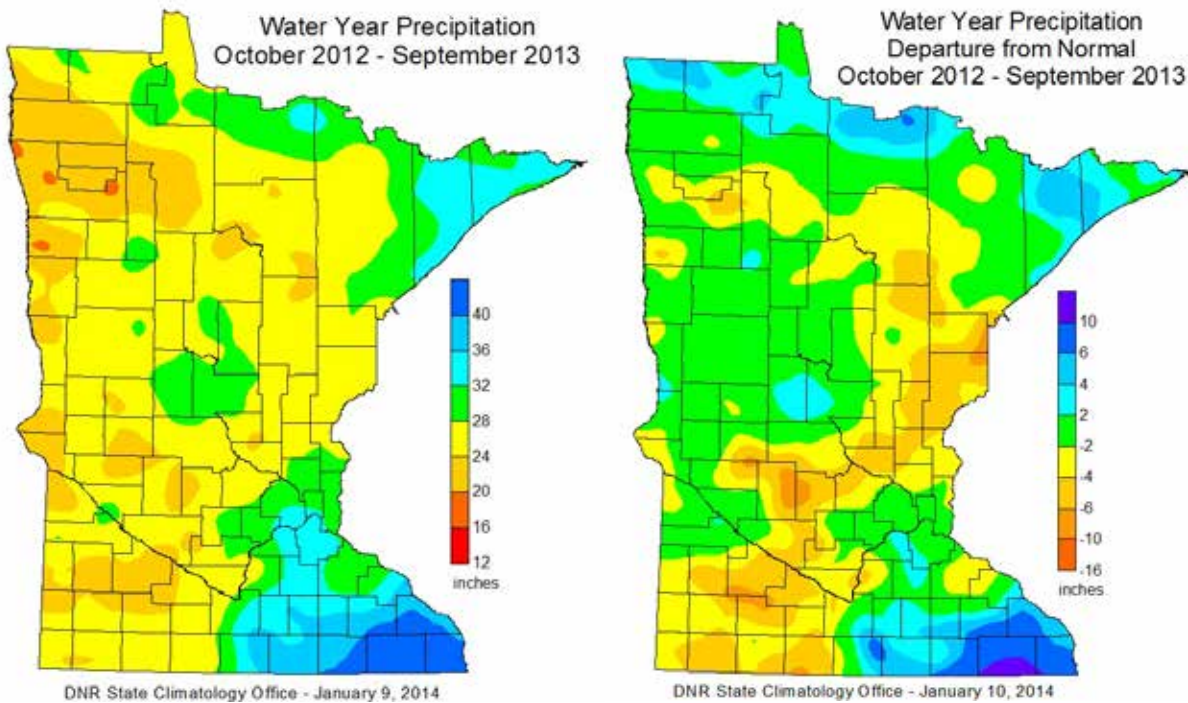 Water Year Precipitation
October 2012 - September 2013
40
36
32
28
24
20
16
12
inches
DNR State Climatology Office - January 9, 2014
Water Year Precipitation
Departure from Normal
October 2012 - September 2013
10
6
4
2
-2
-4
-6
-10
-16
inches
DNR State Climatology Office - January 10, 2014